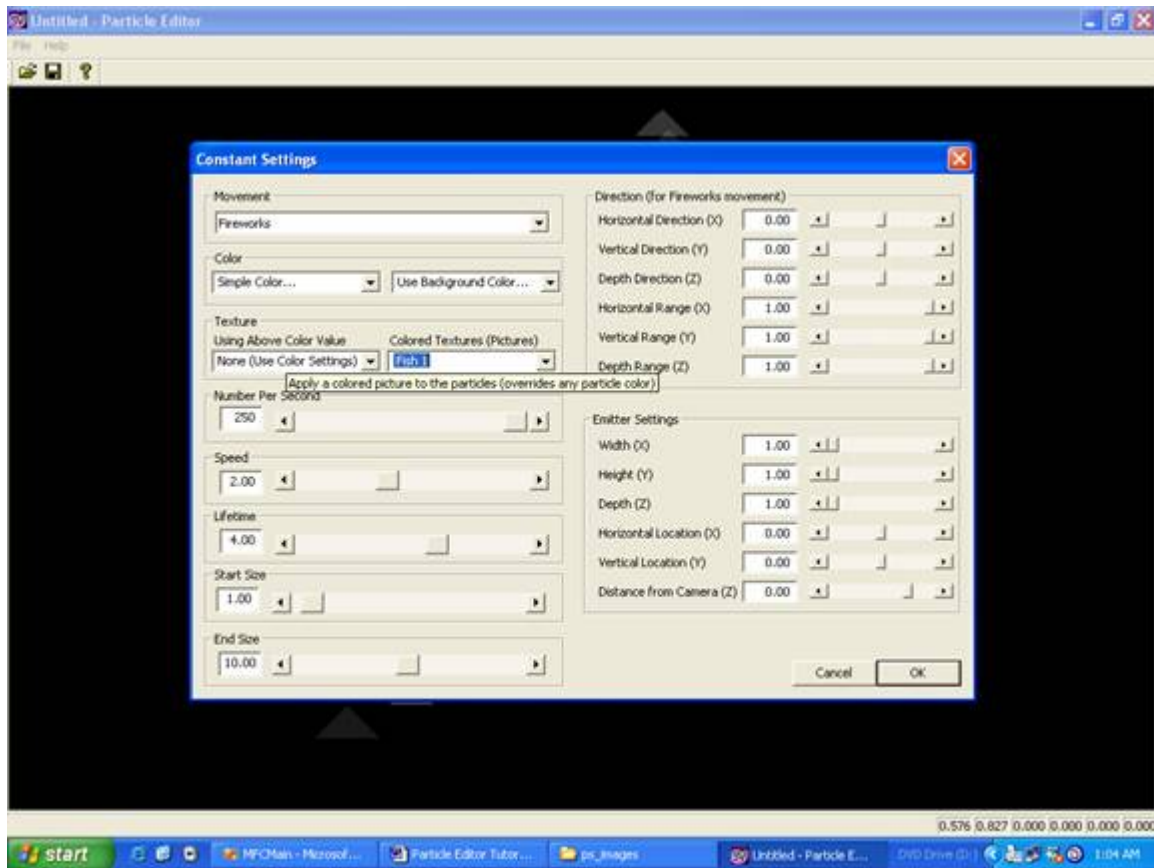 Untitled - Particle Editor
File Help
Constant Settings
Movement
Fireworks
Color
Simple Color...
Use Background Color...
Texture
Using Above Color Value
Colored Textures (Pictures)
None (Use Color Settings)
Fish 1
Apply a colored picture to the particles (overrides any particle color)
Number Per Second
250
Speed
2.00
Lifetime
4.00
Start Size
1.00
End Size
10.00
Direction (for Fireworks movement)
Horizontal Direction (X) 0.00
Vertical Direction (Y) 0.00
Depth Direction (Z) 0.00
Horizontal Range (X) 1.00
Vertical Range (Y) 1.00
Depth Range (Z) 1.00
Emitter Settings
Width (X) 1.00
Height (Y) 1.00
Depth (Z) 1.00
Horizontal Location (X) 0.00
Vertical Location (Y) 0.00
Distance from Camera (Z) 0.00
Cancel
OK
0.576 0.827 0.000 0.000 0.000 0.000
start
MFCMain - Microsof...
Particle Editor Tutor...
ps_images
Untitled - Particle E...
DVD Drive (D:)
1:04 AM